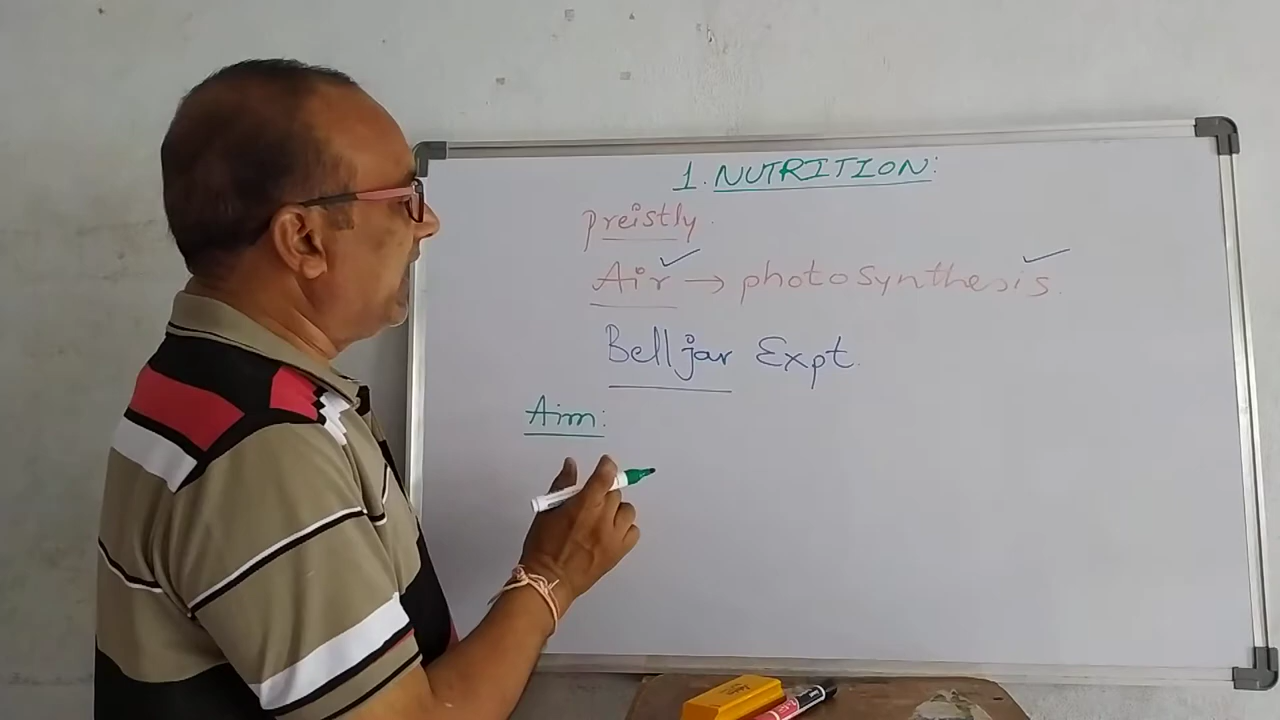 1. NUTRITION:
preistly.
Air ✓ → photosynthesis. ✓
Belljar Expt.
Aim: